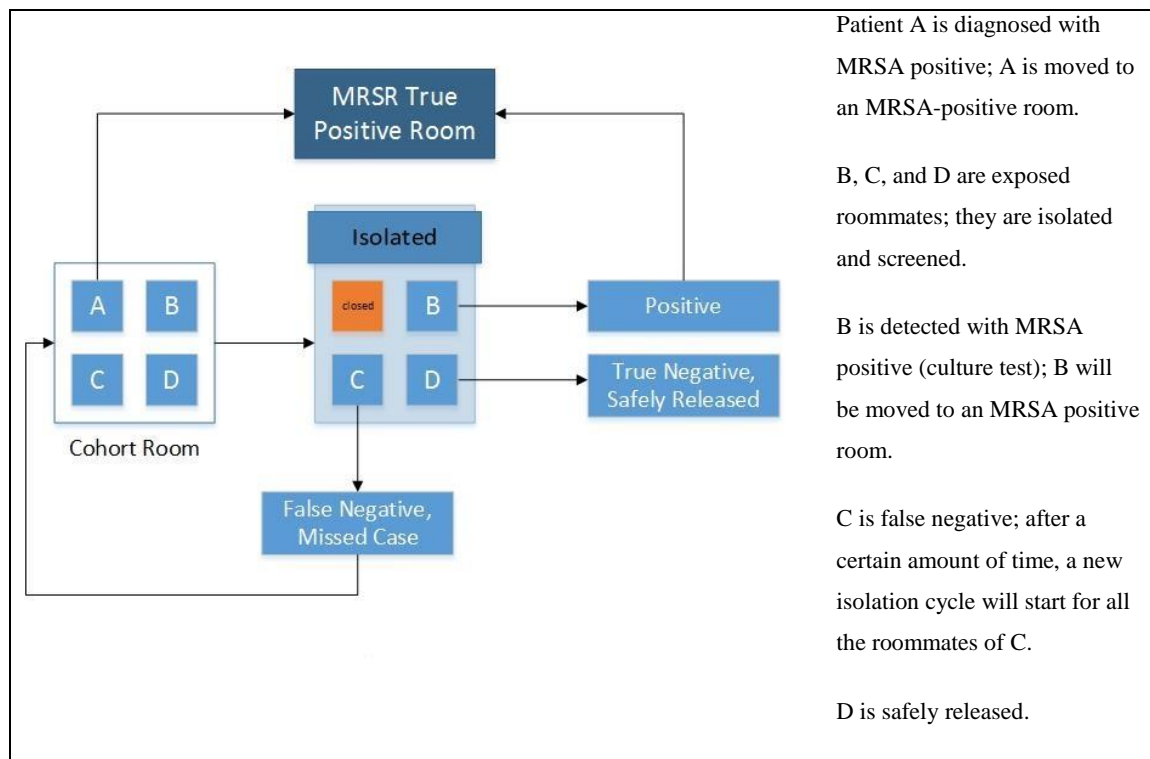 MRSR True
Positive Room
Isolated
A
B
C
D
Cohort Room
closed
B
C
D
Positive
True Negative,
Safely Released
False Negative,
Missed Case
Patient A is diagnosed with
MRSA positive; A is moved to
an MRSA-positive room.
B, C, and D are exposed
roommates; they are isolated
and screened.
B is detected with MRSA
positive (culture test); B will
be moved to an MRSA positive
room.
C is false negative; after a
certain amount of time, a new
isolation cycle will start for all
the roommates of C.
D is safely released.